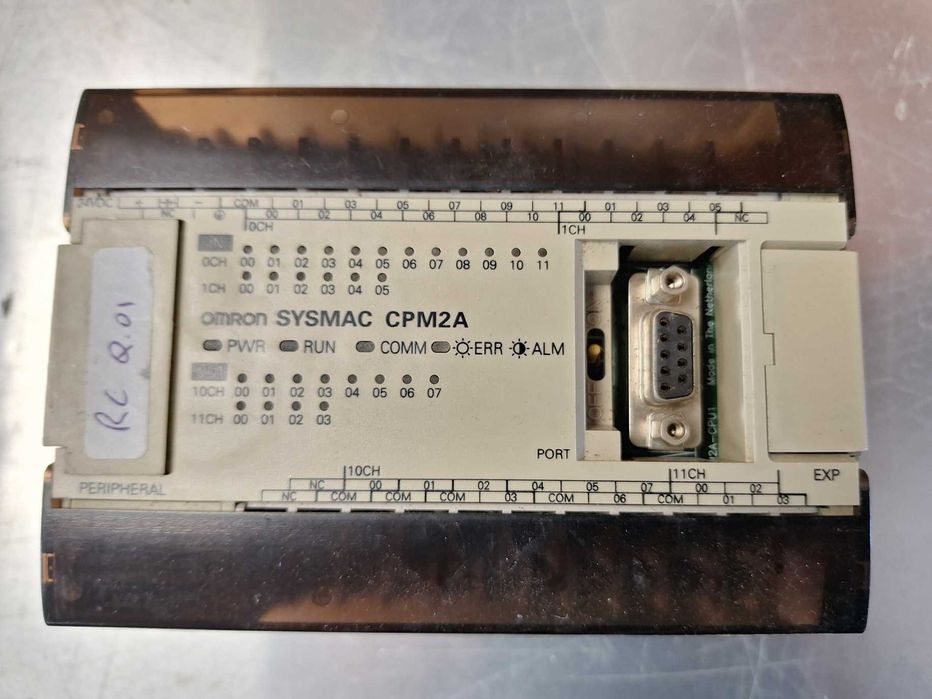 24VDC + - COM 01 03 05 07 09 11 01 03 05
NC 00 02 04 06 08 10 00 02 04 NC
0CH 1CH
IN
0CH 00 01 02 03 04 05 06 07 08 09 10 11
1CH 00 01 02 03 04 05
OMRON SYSMAC CPM2A
PWR RUN COMM ERR ALM
OUT
10CH 00 01 02 03 04 05 06 07
11CH 00 01 02 03
RC Q.01
PERIPHERAL
ON
OFF
Made in The Netherlands
2A-CPU1
PORT
EXP
10CH 11CH
NC 00 01 02 04 05 07 00 02
NC COM COM COM 03 COM 06 COM 01 03